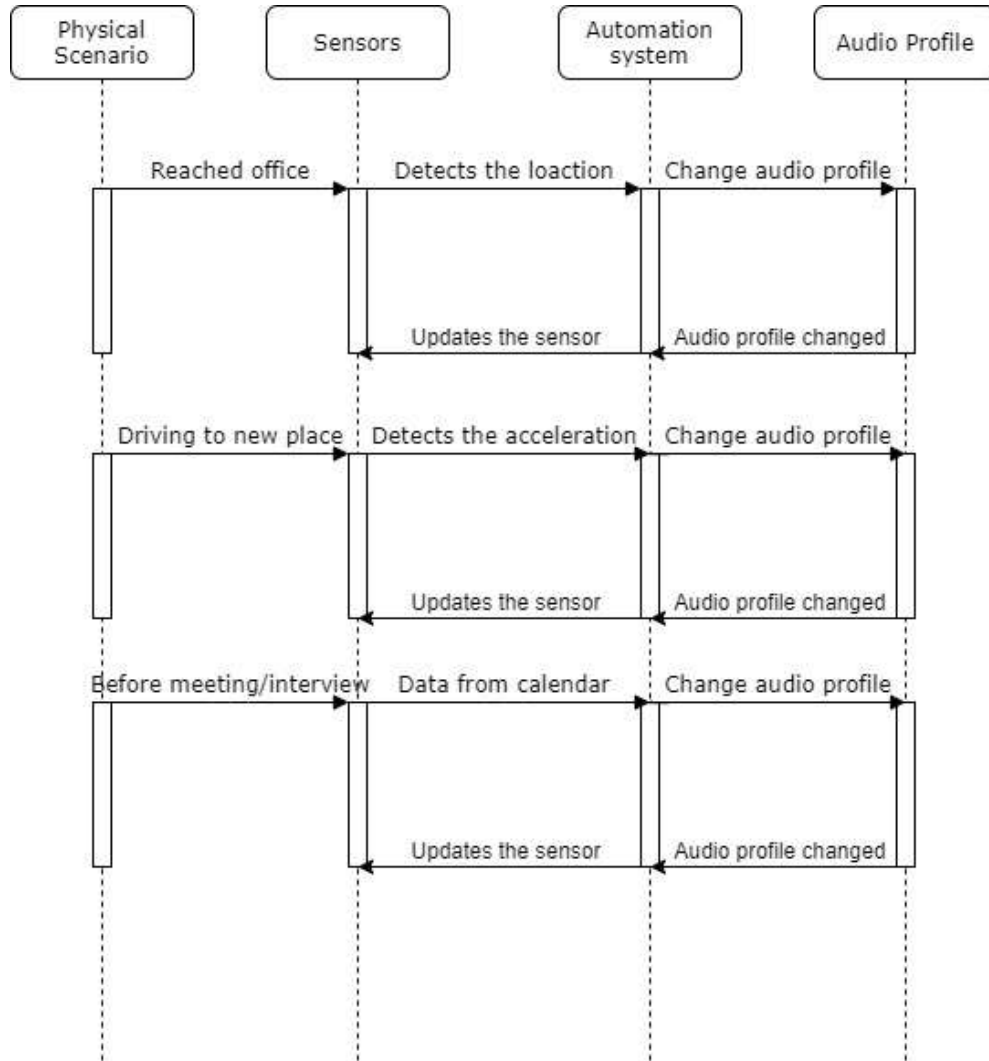 Physical
Scenario
Sensors
Automation
system
Audio Profile
Reached office
Detects the loaction
Change audio profile
Updates the sensor
Audio profile changed
Driving to new place
Detects the acceleration
Change audio profile
Updates the sensor
Audio profile changed
Before meeting/interview
Data from calendar
Change audio profile
Updates the sensor
Audio profile changed